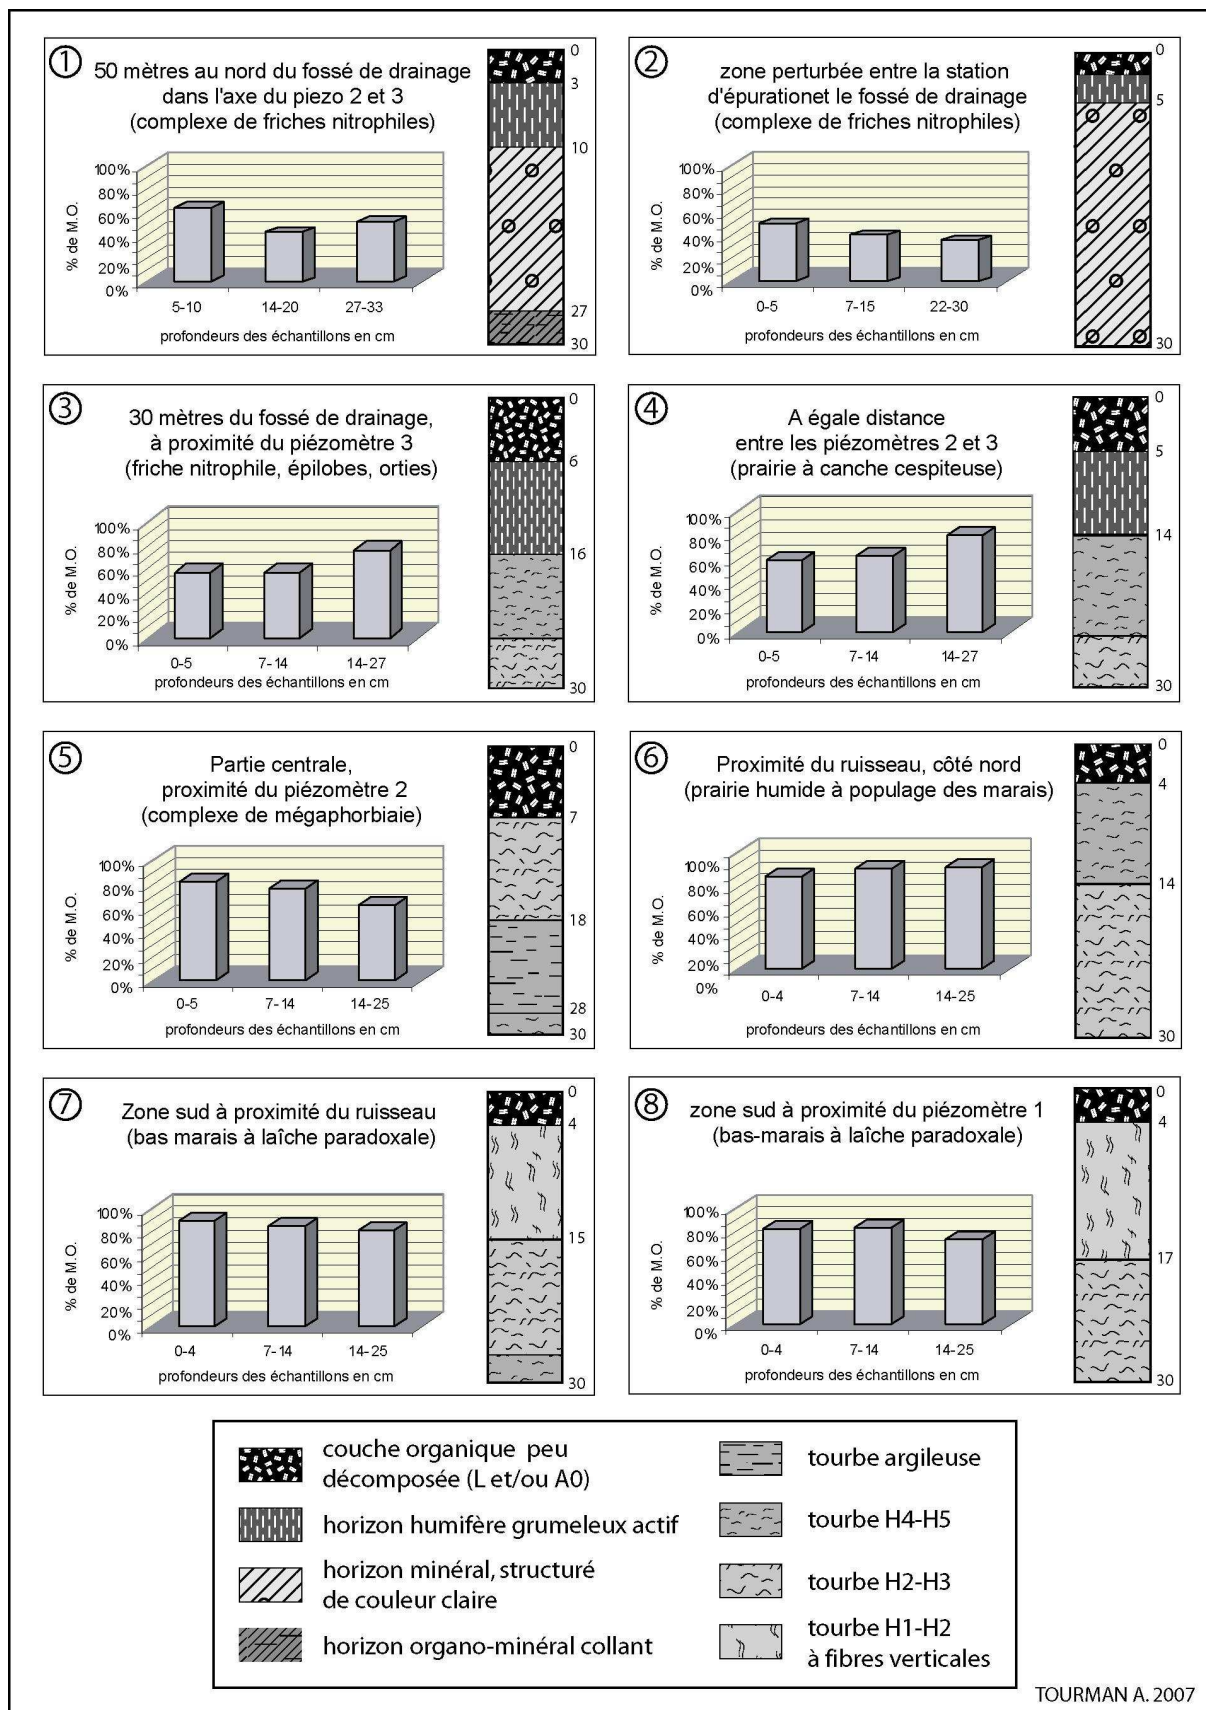 ①
50 mètres au nord du fossé de drainage
dans l'axe du piezo 2 et 3
(complexe de friches nitrophiles)
% de M.O.
100%
80%
60%
40%
20%
0%
5-10 14-20 27-33
profondeurs des échantillons en cm
0
3
10
27
30
②
zone perturbée entre la station
d'épurationet le fossé de drainage
(complexe de friches nitrophiles)
% de M.O.
100%
80%
60%
40%
20%
0%
0-5 7-15 22-30
profondeurs des échantillons en cm
0
5
30
③
30 mètres du fossé de drainage,
à proximité du piézomètre 3
(friche nitrophile, épilobes, orties)
% de M.O.
100%
80%
60%
40%
20%
0%
0-5 7-14 14-27
profondeurs des échantillons en cm
0
6
16
30
④
A égale distance
entre les piézomètres 2 et 3
(prairie à canche cespiteuse)
% de M.O.
100%
80%
60%
40%
20%
0%
0-5 7-14 14-27
profondeurs des échantillons en cm
0
5
14
30
⑤
Partie centrale,
proximité du piézomètre 2
(complexe de mégaphorbiaie)
% de M.O.
100%
80%
60%
40%
20%
0%
0-5 7-14 14-25
profondeurs des échantillons en cm
0
7
18
28
30
⑥
Proximité du ruisseau, côté nord
(prairie humide à populage des marais)
% de M.O.
100%
80%
60%
40%
20%
0%
0-4 7-14 14-25
profondeurs des échantillons en cm
0
4
14
30
⑦
Zone sud à proximité du ruisseau
(bas marais à laîche paradoxale)
% de M.O.
100%
80%
60%
40%
20%
0%
0-4 7-14 14-25
profondeurs des échantillons en cm
0
4
15
30
⑧
zone sud à proximité du piézomètre 1
(bas-marais à laîche paradoxale)
% de M.O.
100%
80%
60%
40%
20%
0%
0-4 7-14 14-25
profondeurs des échantillons en cm
0
4
17
30
couche organique peu
décomposée (L et/ou A0)
horizon humifère grumeleux actif
horizon minéral, structuré
de couleur claire
horizon organo-minéral collant
tourbe argileuse
tourbe H4-H5
tourbe H2-H3
tourbe H1-H2
à fibres verticales
TOURMAN A. 2007